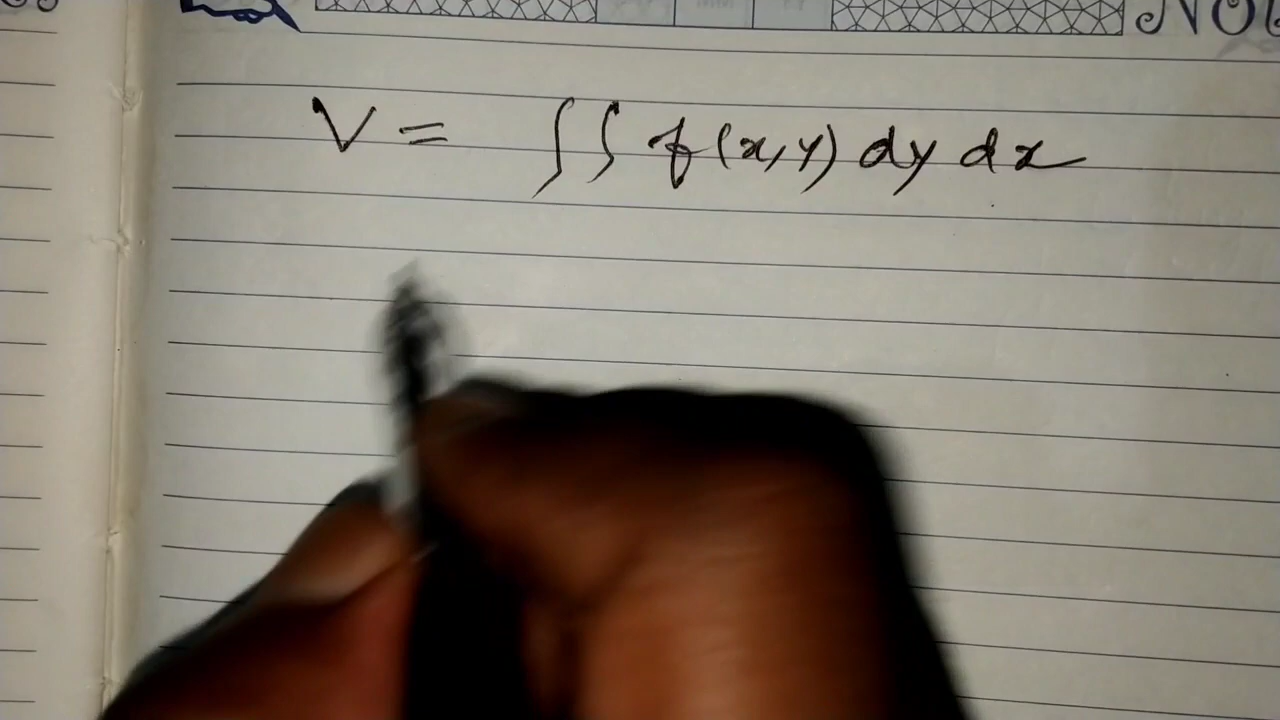 V = ∫∫ f(x,y) dy dx